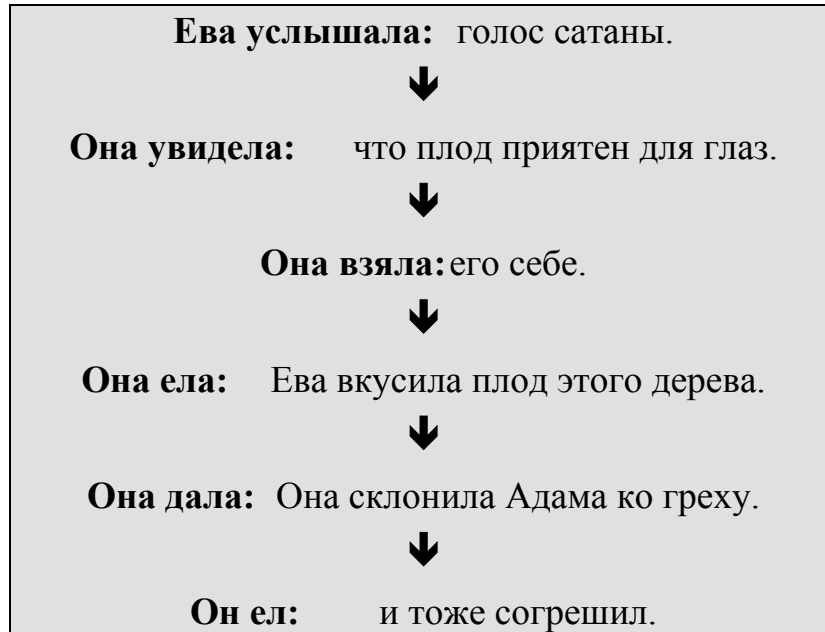 Ева услышала: голос сатаны.
Она увидела: что плод приятен для глаз.
Она взяла: его себе.
Она ела: Ева вкусила плод этого дерева.
Она дала: Она склонила Адама ко греху.
Он ел: и тоже согрешил.